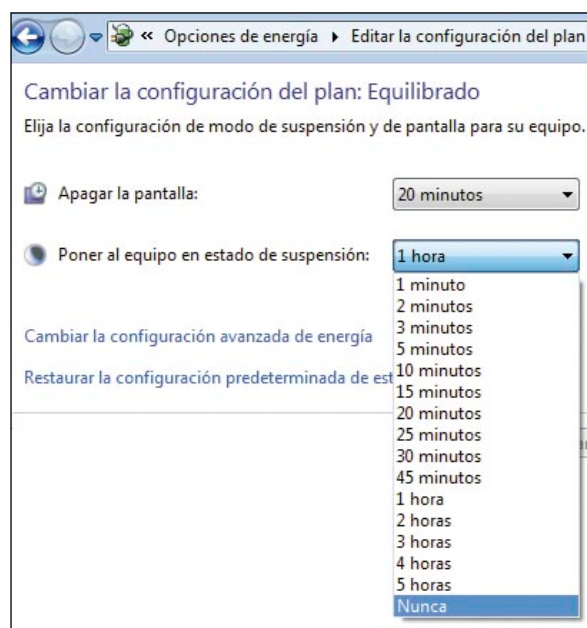 « Opciones de energía ▸ Editar la configuración del plan
Cambiar la configuración del plan: Equilibrado
Elija la configuración de modo de suspensión y de pantalla para su equipo.
Apagar la pantalla: 20 minutos
Poner al equipo en estado de suspensión: 1 hora
1 minuto
2 minutos
3 minutos
5 minutos
10 minutos
15 minutos
20 minutos
25 minutos
30 minutos
45 minutos
1 hora
2 horas
3 horas
4 horas
5 horas
Nunca
Cambiar la configuración avanzada de energía
Restaurar la configuración predeterminada de